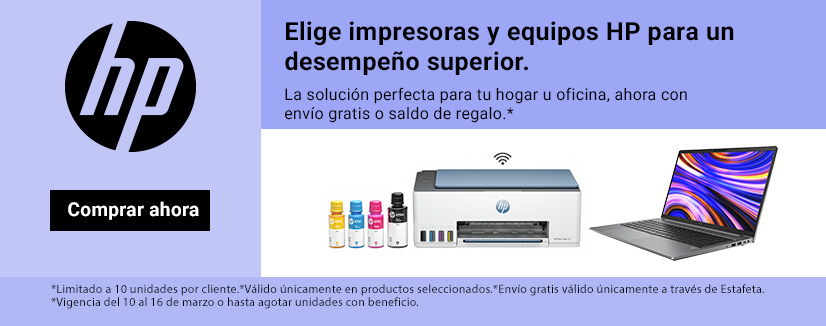 hp
Elige impresoras y equipos HP para un
desempeño superior.
La solución perfecta para tu hogar u oficina, ahora con
envío gratis o saldo de regalo.*
Comprar ahora
hp
*Limitado a 10 unidades por cliente.*Válido únicamente en productos seleccionados.*Envío gratis válido únicamente a través de Estafeta.
*Vigencia del 10 al 16 de marzo o hasta agotar unidades con beneficio.